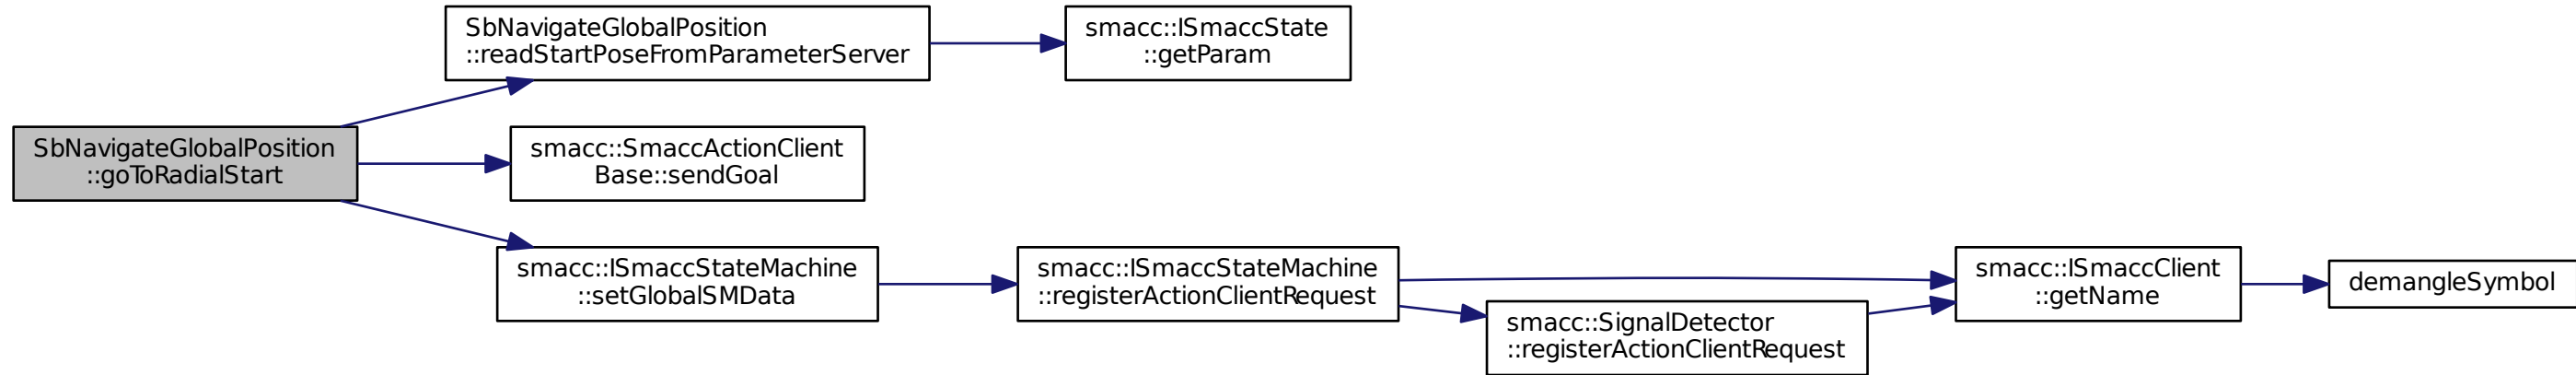 SbNavigateGlobalPosition
::goToRadialStart
SbNavigateGlobalPosition
::readStartPoseFromParameterServer
smacc::ISmaccState
::getParam
smacc::SmaccActionClient
Base::sendGoal
smacc::ISmaccStateMachine
::setGlobalSMData
smacc::ISmaccStateMachine
::registerActionClientRequest
smacc::SignalDetector
::registerActionClientRequest
smacc::ISmaccClient
::getName
demangleSymbol